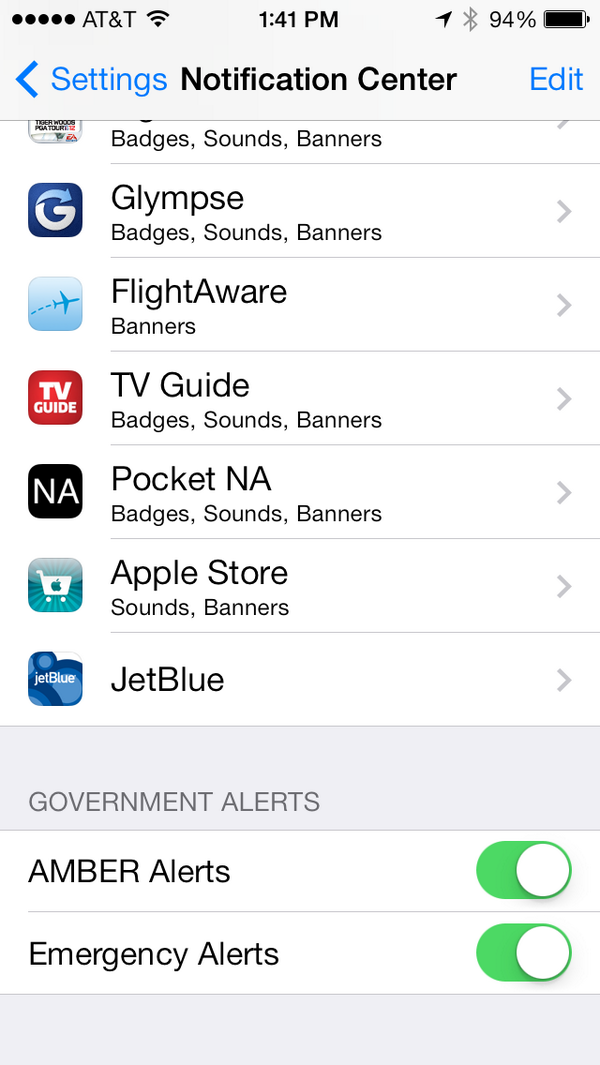 AT&T 1:41 PM 94%
Settings Notification Center Edit
TIGER WOODS
PGA TOUR 12
EA
Badges, Sounds, Banners
G Glympse
Badges, Sounds, Banners
FlightAware
Banners
TV
GUIDE
TV Guide
Badges, Sounds, Banners
NA Pocket NA
Badges, Sounds, Banners
Apple Store
Sounds, Banners
jetBlue JetBlue
GOVERNMENT ALERTS
AMBER Alerts
Emergency Alerts